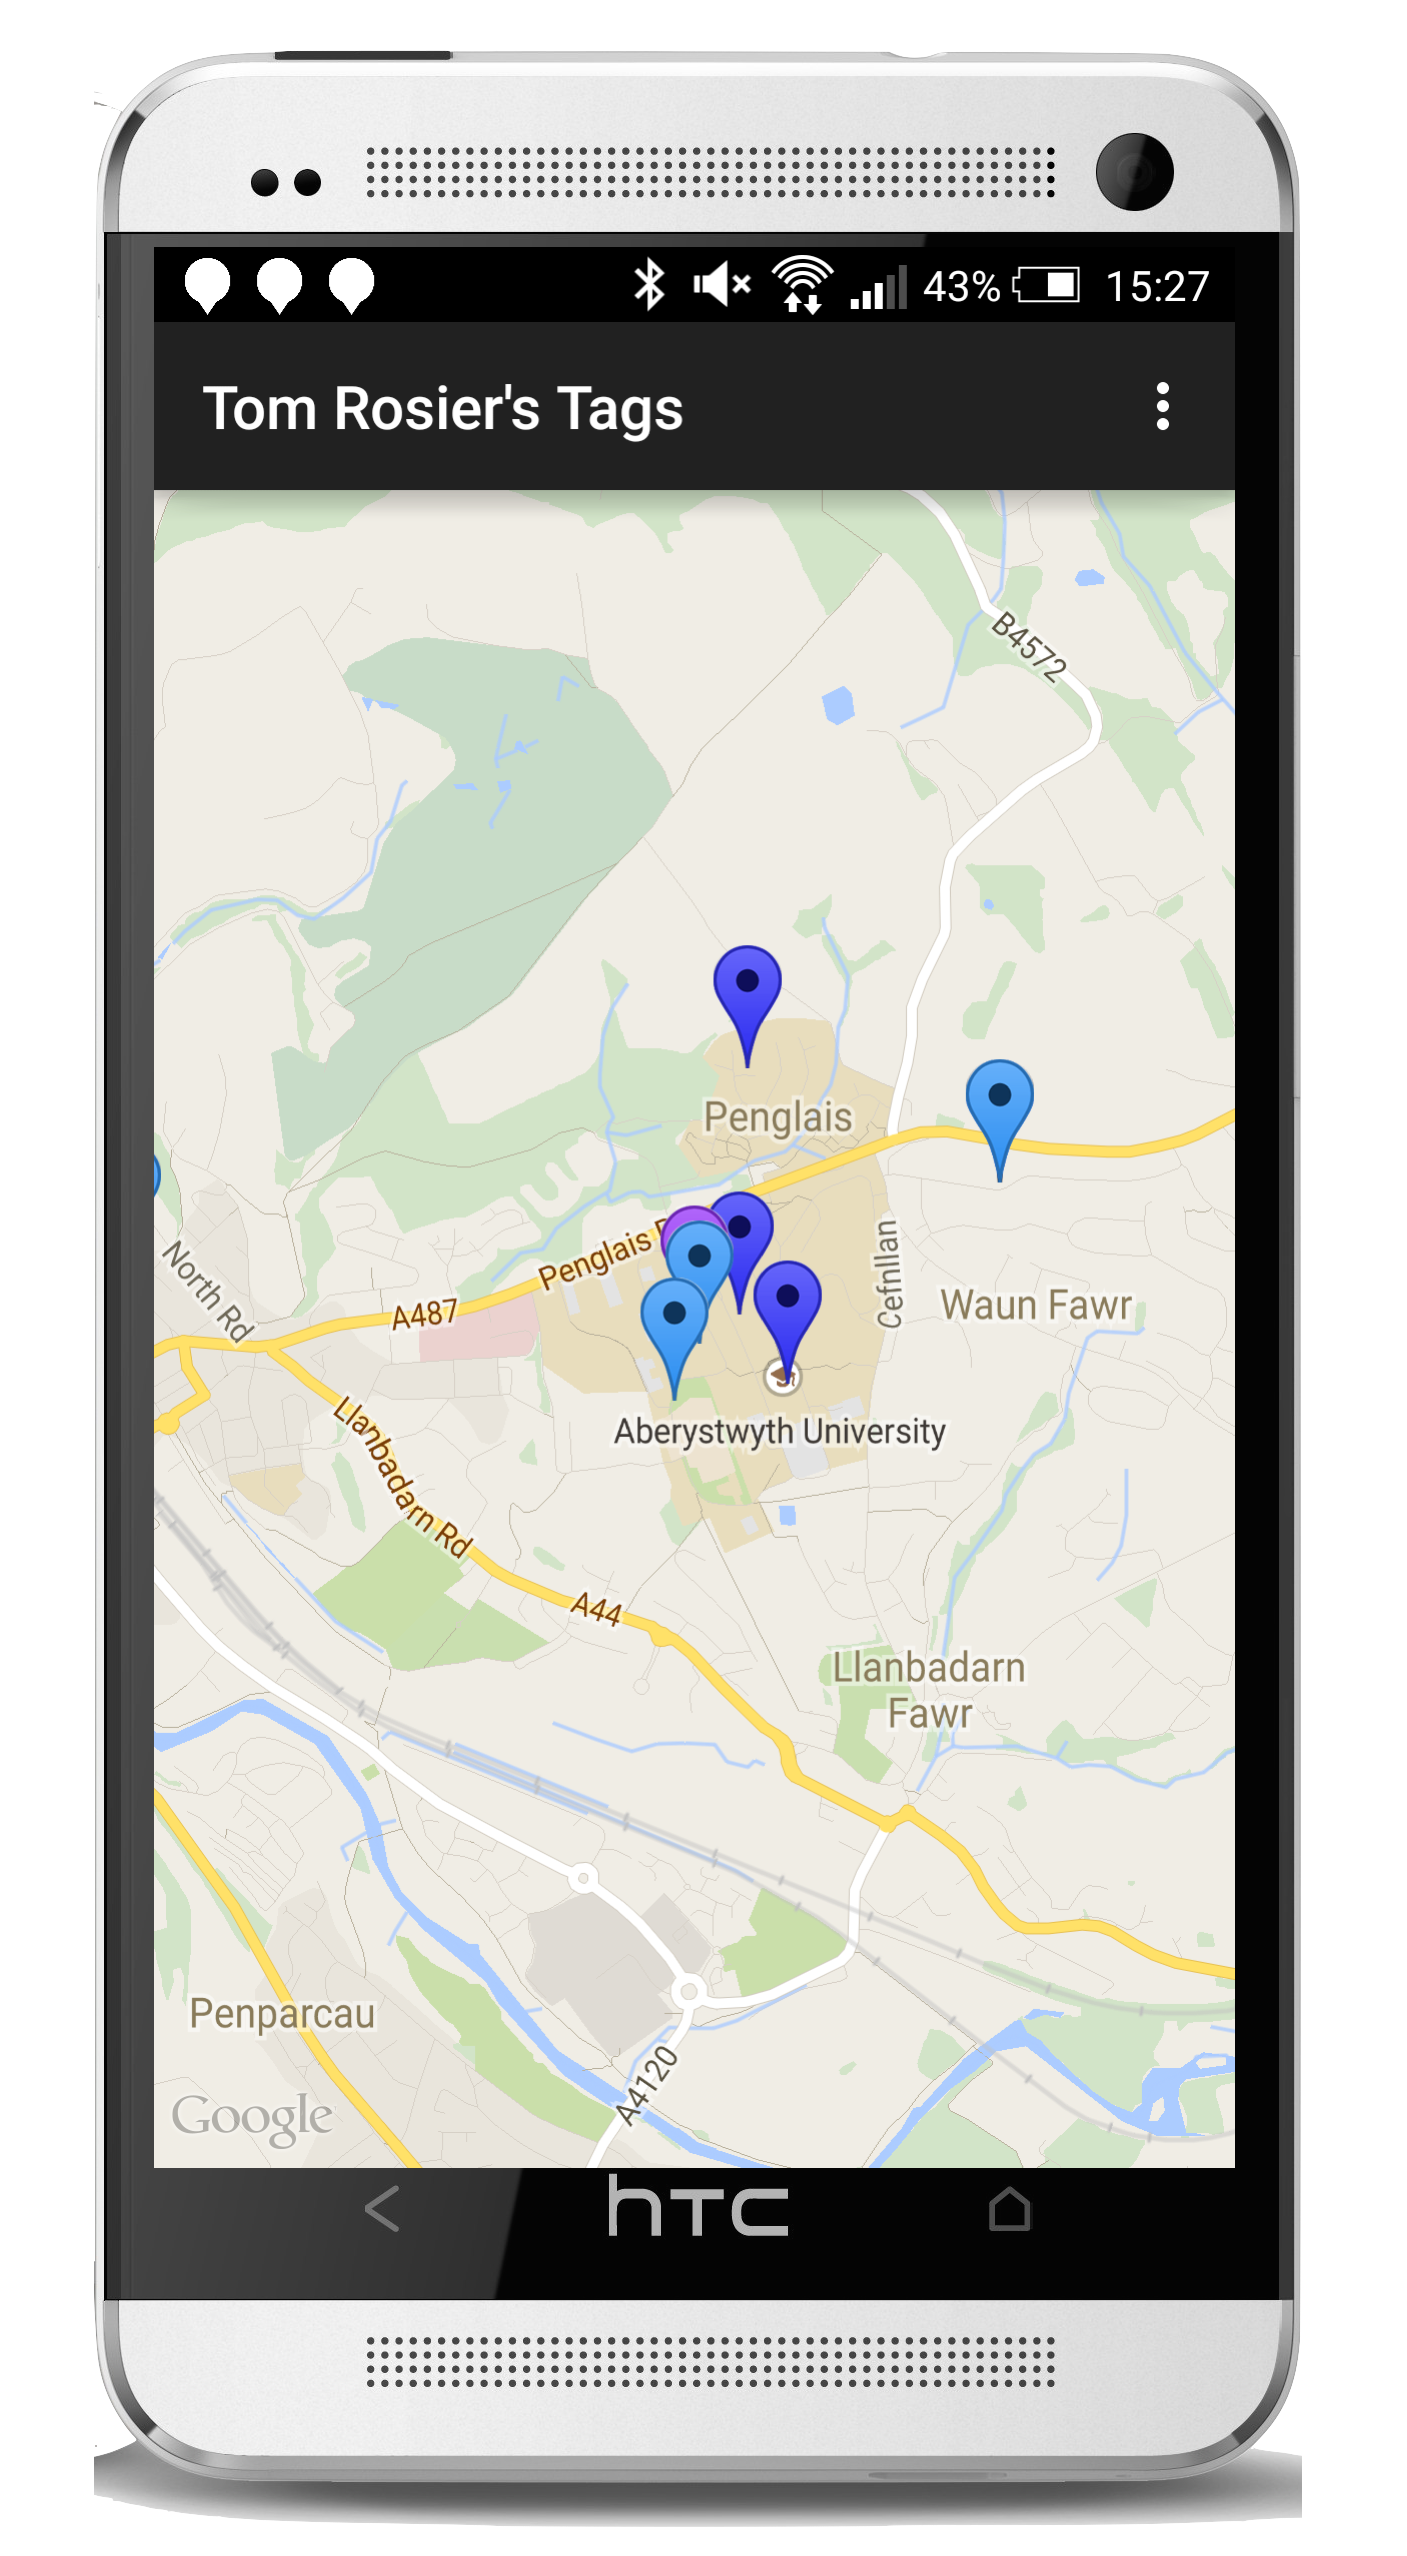 43% 15:27
Tom Rosier's Tags
B4572
Penglais
Penglais
North Rd
A487
Cefnllan
Waun Fawr
Aberystwyth University
Llanbadarn Rd
A44
Llanbadarn
Fawr
Penparcau
A4120
Google
hTC